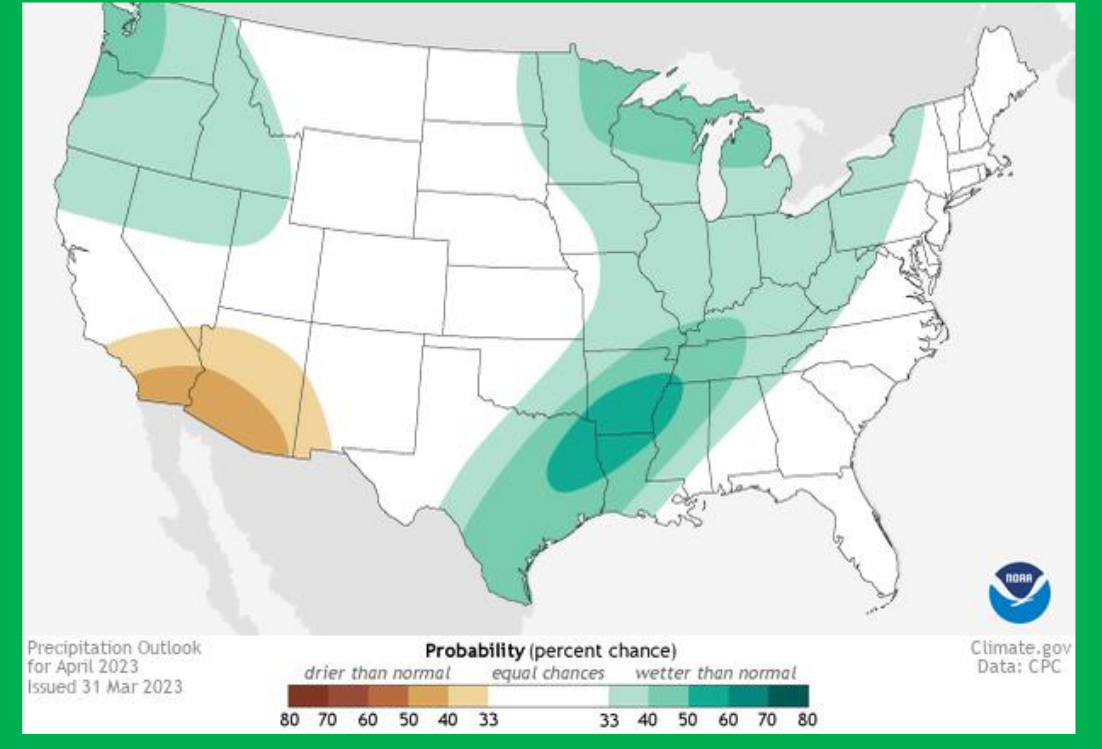 NOAA
Precipitation Outlook
for April 2023
Issued 31 Mar 2023
Probability (percent chance)
drier than normal equal chances wetter than normal
80 70 60 50 40 33 33 40 50 60 70 80
Climate.gov
Data: CPC